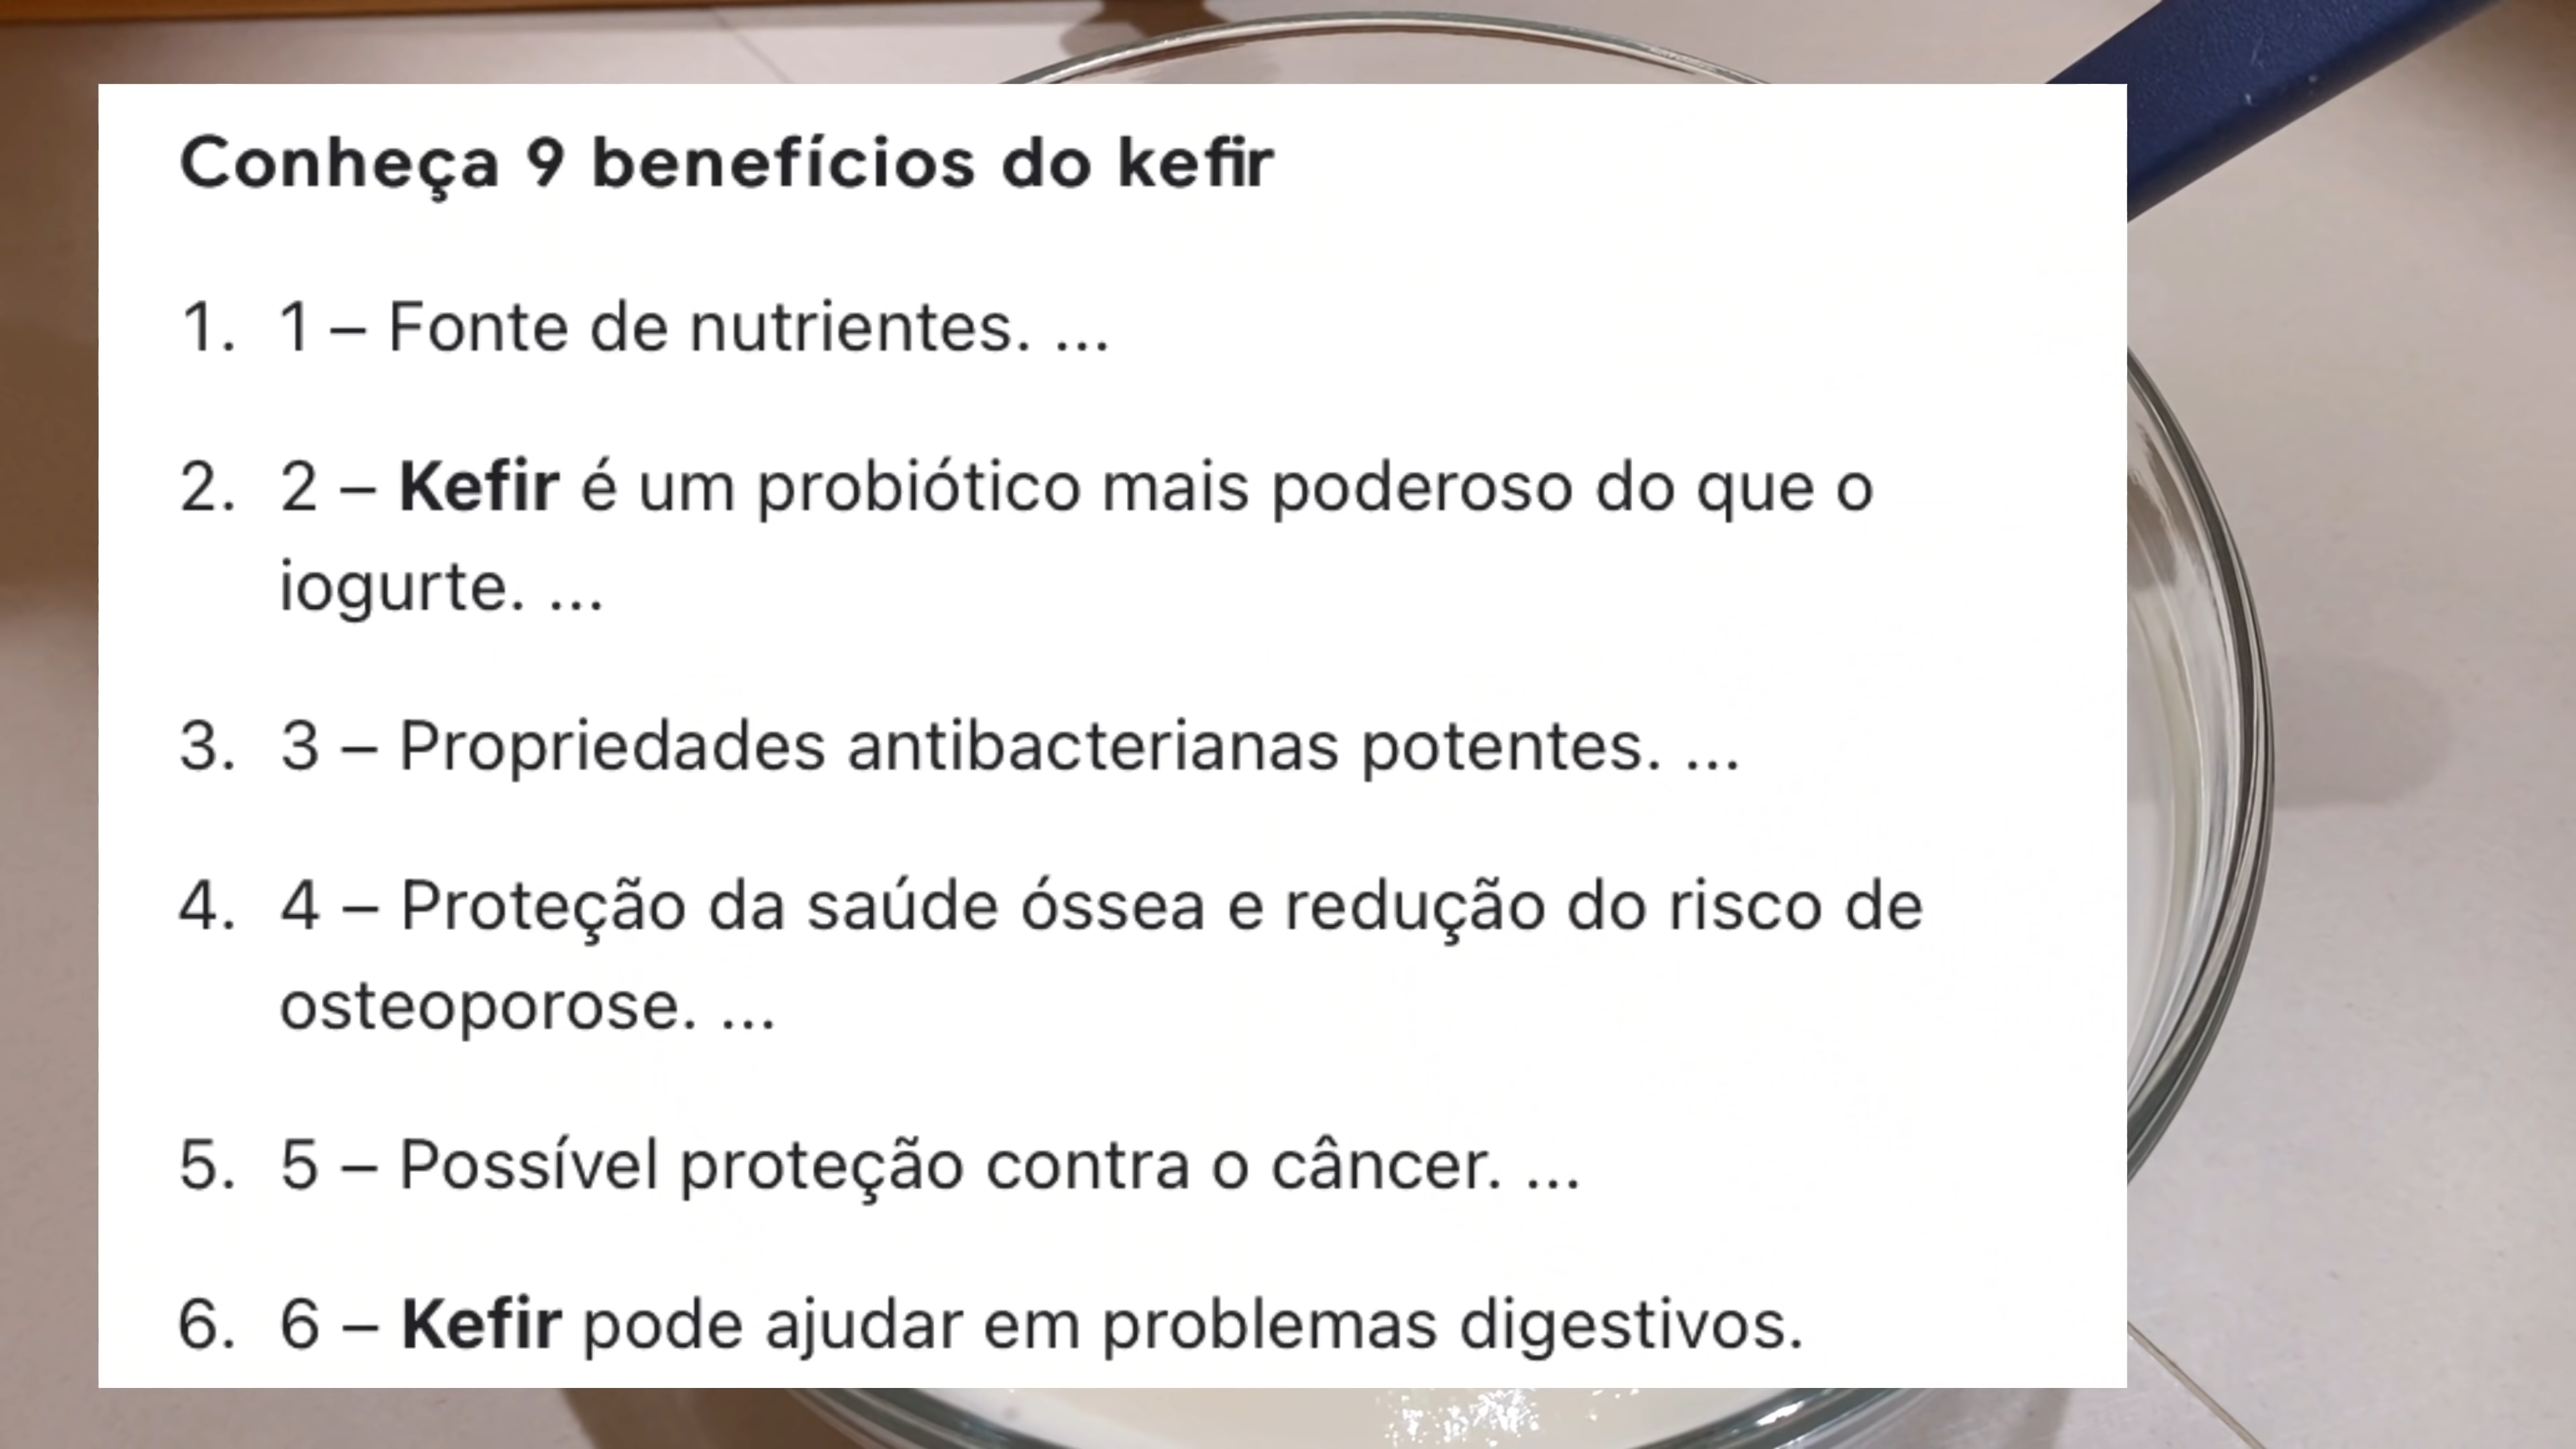 Conheça 9 benefícios do kefir
1. 1 – Fonte de nutrientes. ...
2. 2 – Kefir é um probiótico mais poderoso do que o
iogurte. ...
3. 3 – Propriedades antibacterianas potentes. ...
4. 4 – Proteção da saúde óssea e redução do risco de
osteoporose. ...
5. 5 – Possível proteção contra o câncer. ...
6. 6 – Kefir pode ajudar em problemas digestivos.